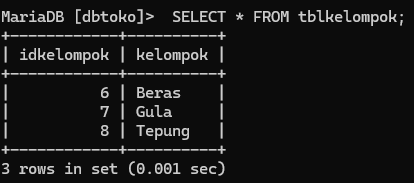 MariaDB [dbtoko]>  SELECT * FROM tblkelompok;
+------------+----------+
| idkelompok | kelompok |
+------------+----------+
|          6 | Beras    |
|          7 | Gula     |
|          8 | Tepung   |
+------------+----------+
3 rows in set (0.001 sec)